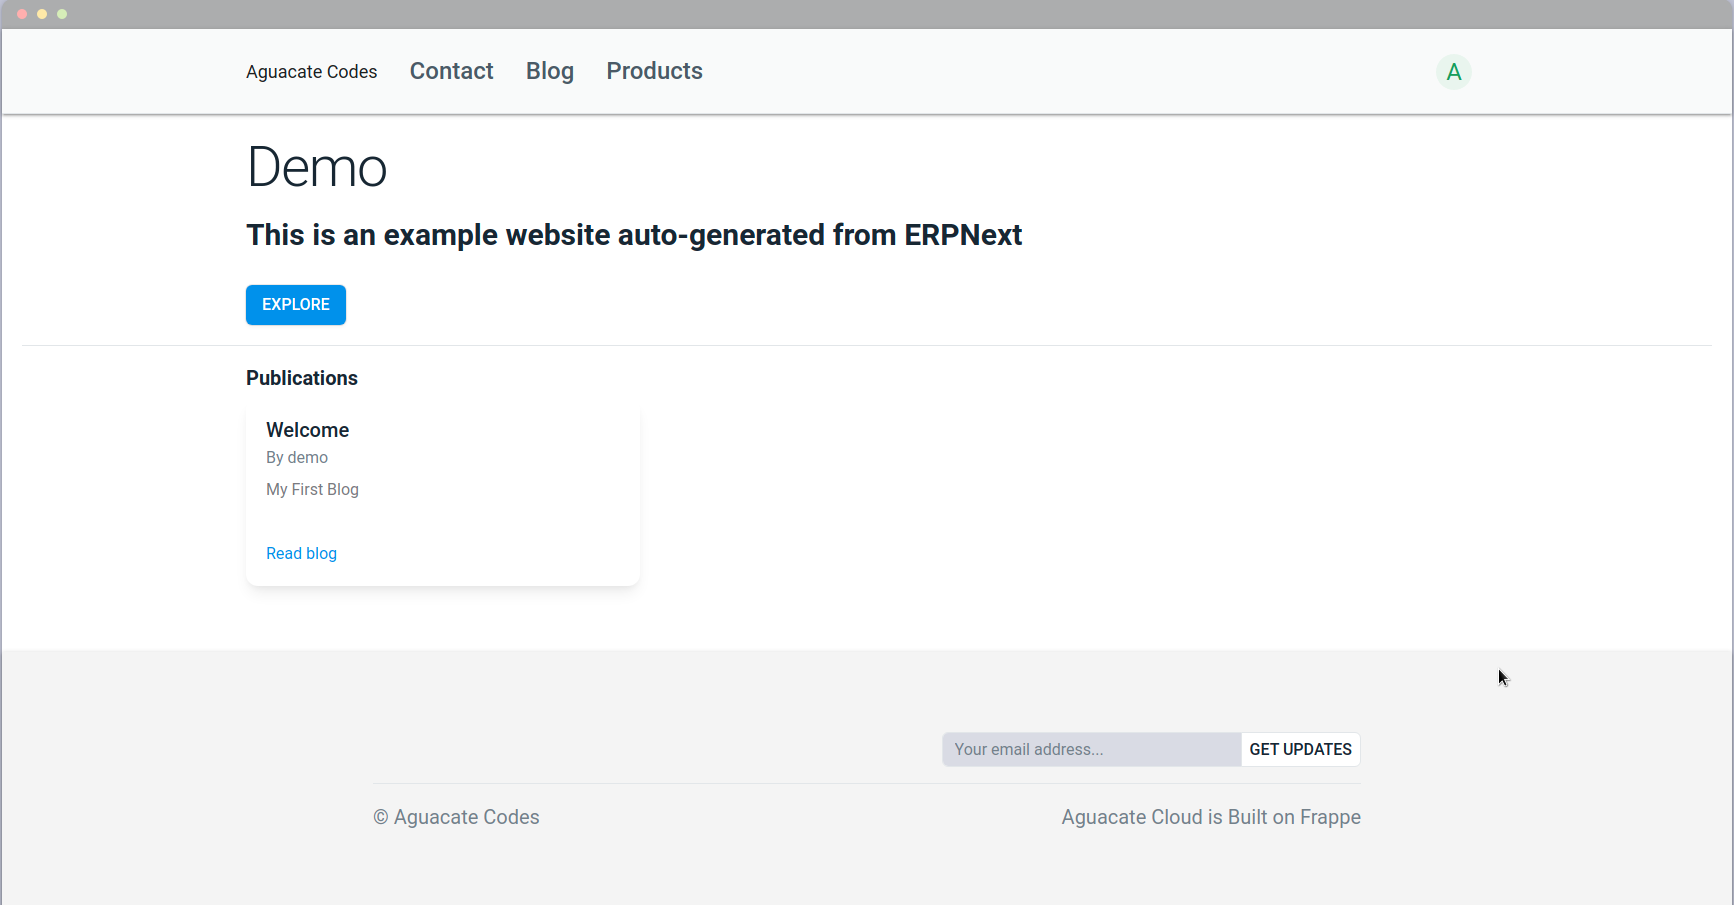 Aguacate Codes Contact Blog Products A
Demo
This is an example website auto-generated from ERPNext
EXPLORE
Publications
Welcome
By demo
My First Blog
Read blog
Your email address... GET UPDATES
© Aguacate Codes Aguacate Cloud is Built on Frappe